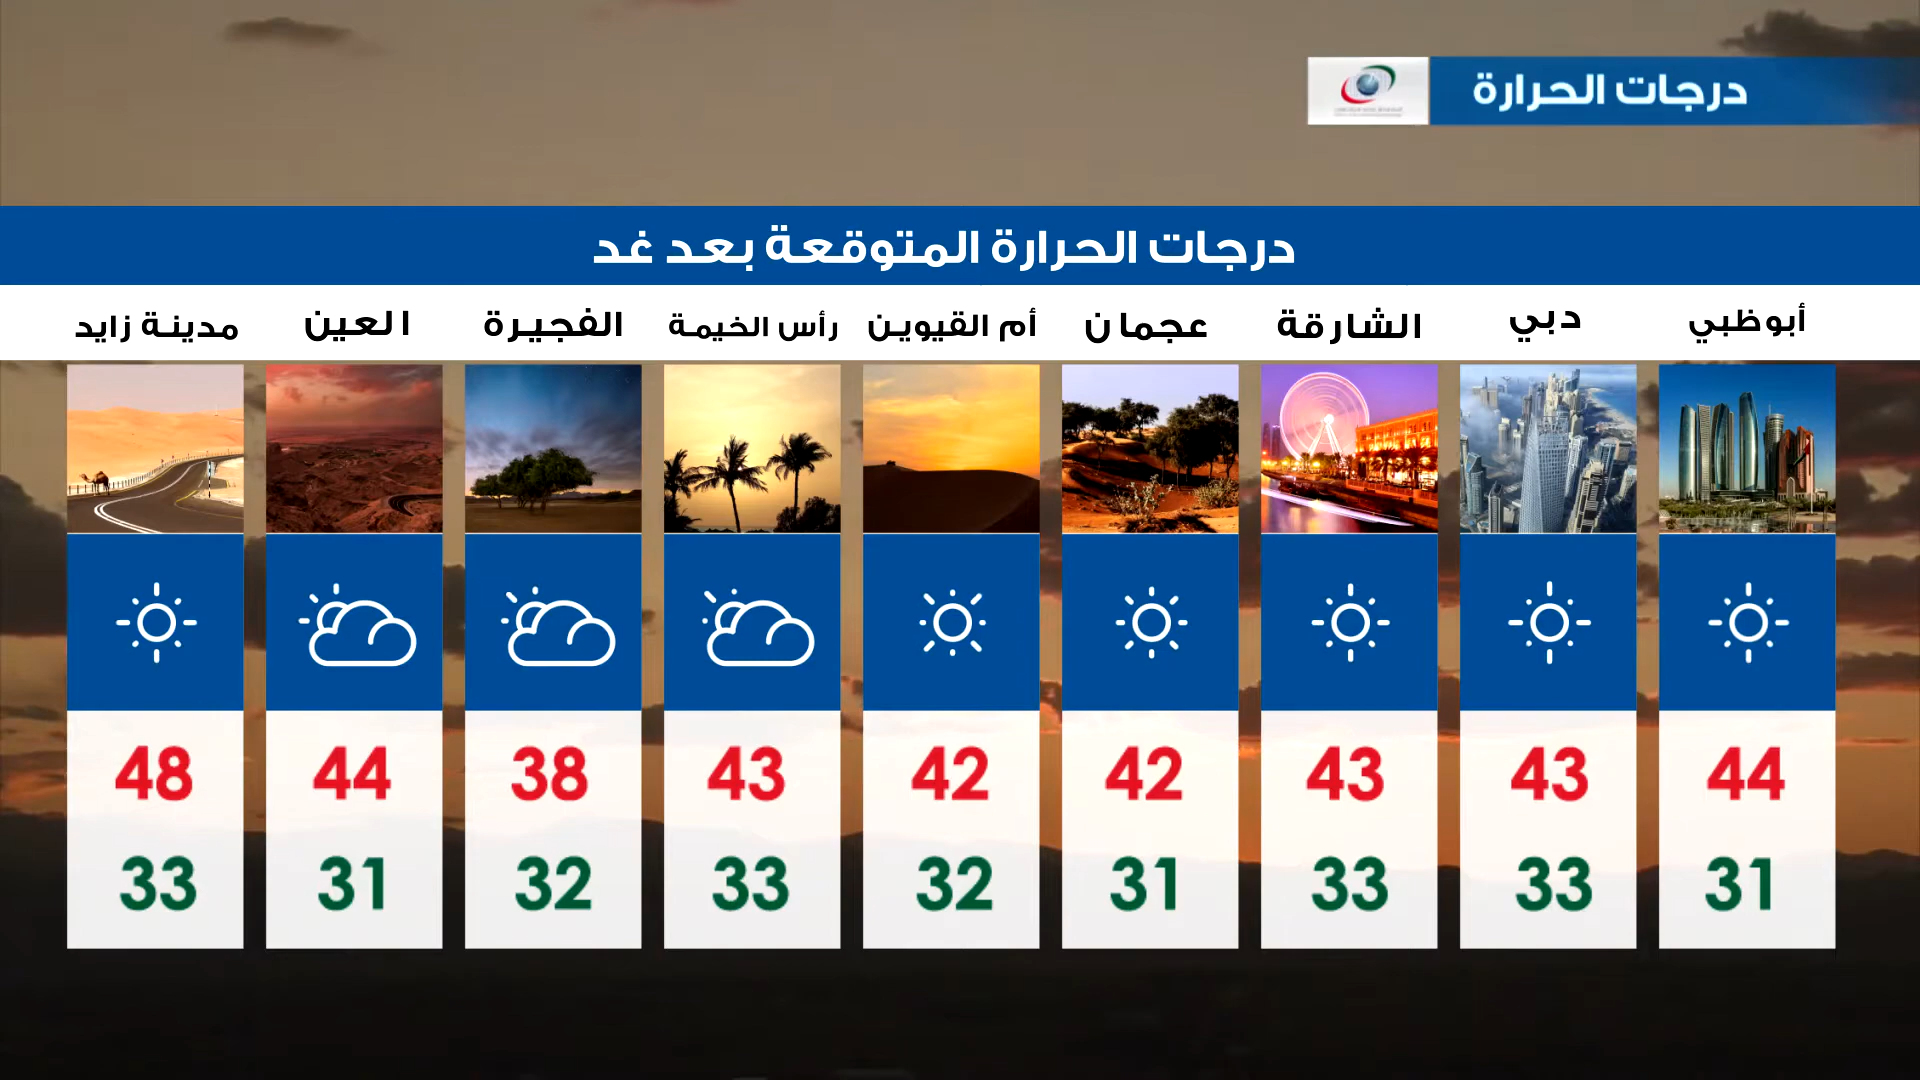 درجات الحرارة
درجات الحرارة المتوقعة بعد غد
أبوظبي دبي الشارقة عجمان أم القيوين رأس الخيمة الفجيرة العين مدينة زايد
44 43 43 42 42 43 38 44 48
31 33 33 31 32 33 32 31 33